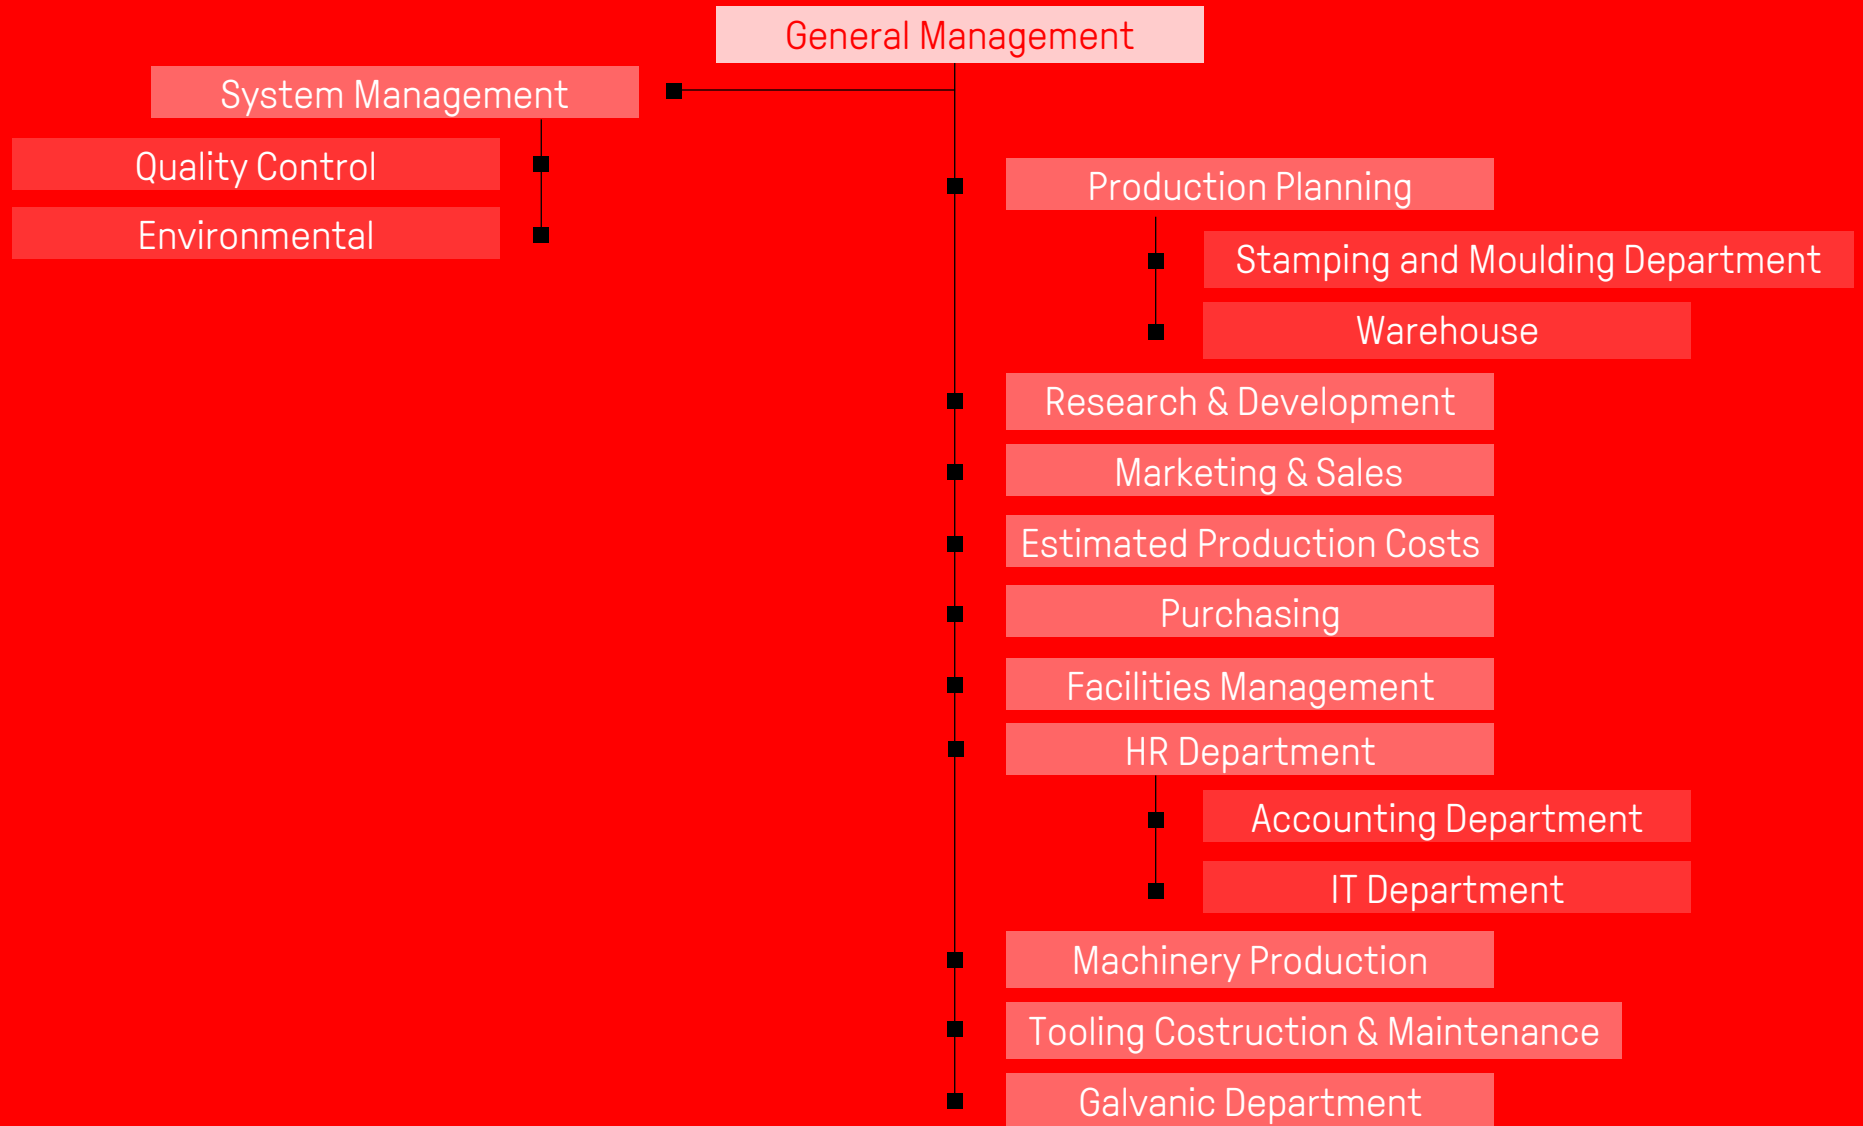 General Management
System Management
Quality Control
Environmental
Production Planning
Stamping and Moulding Department
Warehouse
Research & Development
Marketing & Sales
Estimated Production Costs
Purchasing
Facilities Management
HR Department
Accounting Department
IT Department
Machinery Production
Tooling Costruction & Maintenance
Galvanic Department